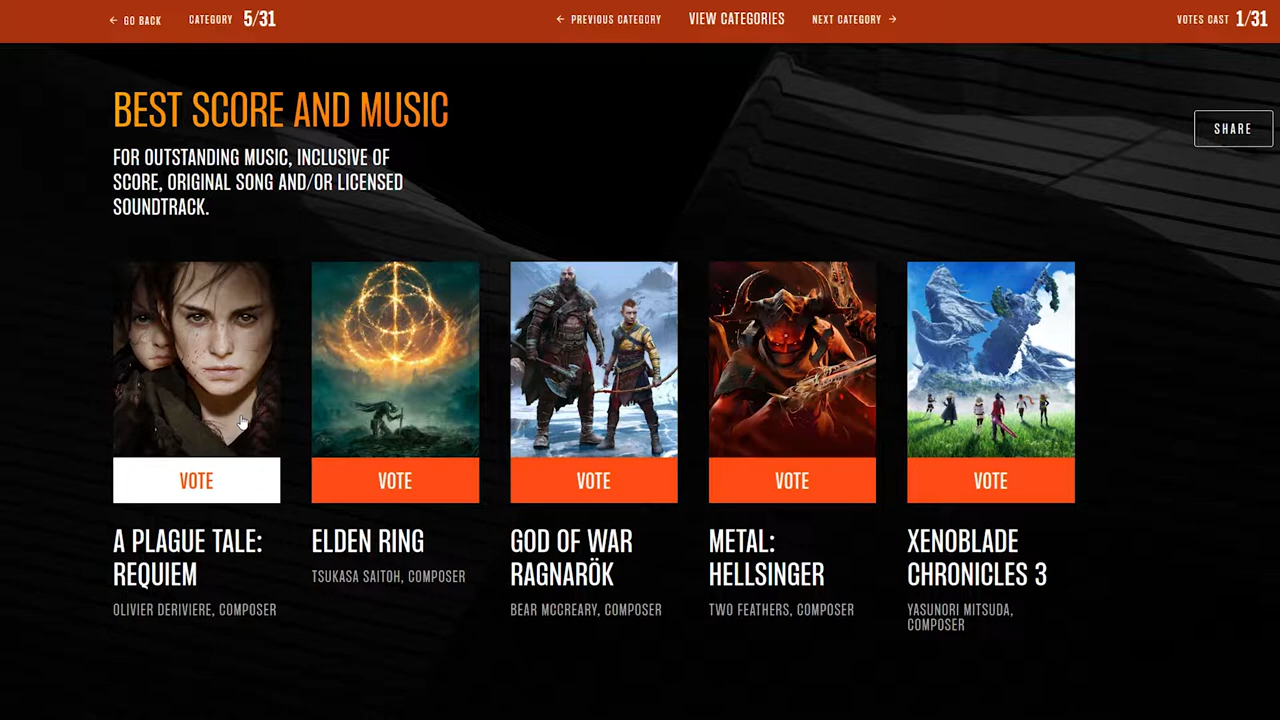 ← GO BACK CATEGORY 5/31 ← PREVIOUS CATEGORY VIEW CATEGORIES NEXT CATEGORY → VOTES CAST 1/31
BEST SCORE AND MUSIC
SHARE
FOR OUTSTANDING MUSIC, INCLUSIVE OF
SCORE, ORIGINAL SONG AND/OR LICENSED
SOUNDTRACK.
VOTE VOTE VOTE VOTE VOTE
A PLAGUE TALE:
REQUIEM
OLIVIER DERIVIERE, COMPOSER
ELDEN RING
TSUKASA SAITOH, COMPOSER
GOD OF WAR
RAGNARÖK
BEAR MCCREARY, COMPOSER
METAL:
HELLSINGER
TWO FEATHERS, COMPOSER
XENOBLADE
CHRONICLES 3
YASUNORI MITSUDA,
COMPOSER